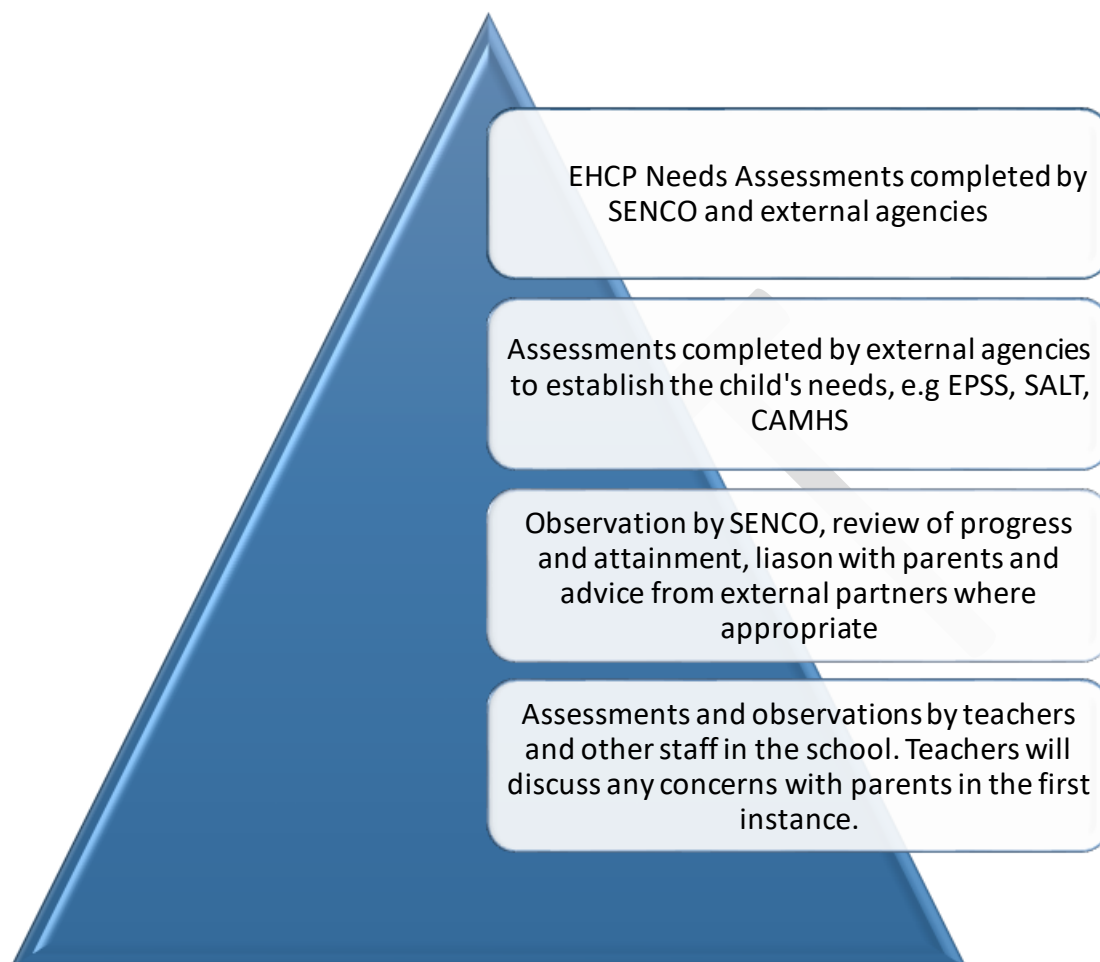 EHCP Needs Assessments completed by
SENCO and external agencies
Assessments completed by external agencies
to establish the child's needs, e.g EPSS, SALT,
CAMHS
Observation by SENCO, review of progress
and attainment, liason with parents and
advice from external partners where
appropriate
Assessments and observations by teachers
and other staff in the school. Teachers will
discuss any concerns with parents in the first
instance.